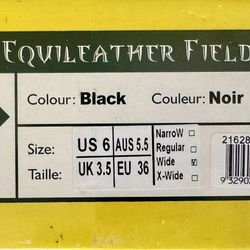 EQUILEATHER FIELD
Colour: Black Couleur: Noir
Size: US 6 AUS 5.5
Taille: UK 3.5 EU 36
NarroW
Regular
Wide
X-Wide
21628
9 32902